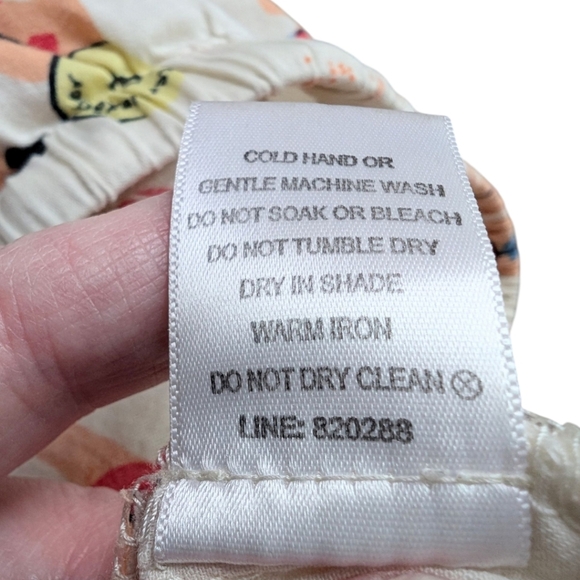 COLD HAND OR
GENTLE MACHINE WASH
DO NOT SOAK OR BLEACH
DO NOT TUMBLE DRY
DRY IN SHADE
WARM IRON
DO NOT DRY CLEAN ⓧ
LINE: 820288